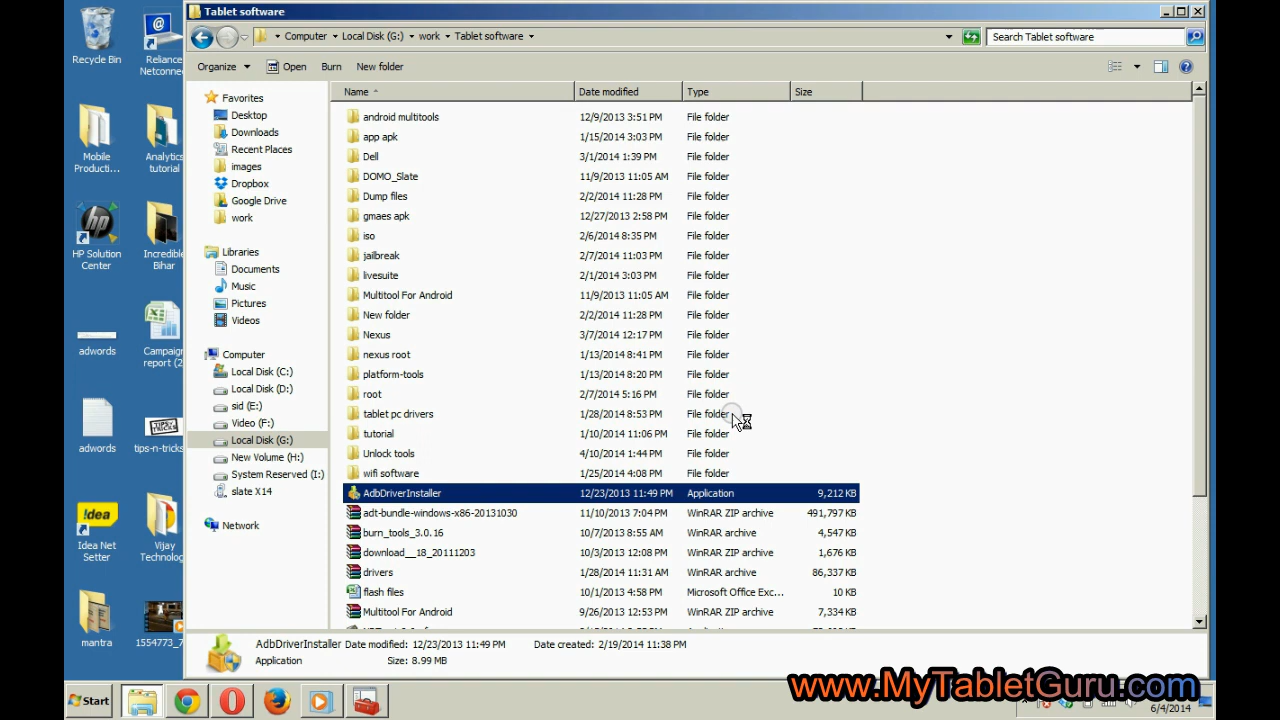 Tablet software
Computer Local Disk (G:) work Tablet software
Search Tablet software
Organize Open Burn New folder
Name Date modified Type Size
Favorites
Desktop
Downloads
Recent Places
images
Dropbox
Google Drive
work
Libraries
Documents
Music
Pictures
Videos
Computer
Local Disk (C:)
Local Disk (D:)
sid (E:)
Video (F:)
Local Disk (G:)
New Volume (H:)
System Reserved (I:)
slate X14
Network
android multitools 12/9/2013 3:51 PM File folder
app apk 1/15/2014 3:03 PM File folder
Dell 3/1/2014 1:39 PM File folder
DOMO_Slate 11/9/2013 11:05 AM File folder
Dump files 2/2/2014 11:28 PM File folder
gmaes apk 12/27/2013 2:58 PM File folder
iso 2/6/2014 8:35 PM File folder
jailbreak 2/7/2014 11:03 PM File folder
livesuite 2/1/2014 3:03 PM File folder
Multitool For Android 11/9/2013 11:05 AM File folder
New folder 2/2/2014 11:28 PM File folder
Nexus 3/7/2014 12:17 PM File folder
nexus root 1/13/2014 8:41 PM File folder
platform-tools 1/13/2014 8:20 PM File folder
root 2/7/2014 5:16 PM File folder
tablet pc drivers 1/28/2014 8:53 PM File folder
tutorial 1/10/2014 11:06 PM File folder
Unlock tools 4/10/2014 1:44 PM File folder
wifi software 1/25/2014 4:08 PM File folder
AdbDriverInstaller 12/23/2013 11:49 PM Application 9,212 KB
adt-bundle-windows-x86-20131030 11/10/2013 7:04 PM WinRAR ZIP archive 491,797 KB
burn_tools_3.0.16 10/7/2013 8:55 AM WinRAR archive 4,547 KB
download__18_20111203 10/3/2013 12:08 PM WinRAR ZIP archive 1,676 KB
drivers 1/28/2014 11:31 AM WinRAR archive 86,337 KB
flash files 10/1/2013 4:58 PM Microsoft Office Exc... 10 KB
Multitool For Android 9/26/2013 12:53 PM WinRAR ZIP archive 7,334 KB
AdbDriverInstaller Date modified: 12/23/2013 11:49 PM Date created: 2/19/2014 11:38 PM
Application Size: 8.99 MB
Recycle Bin
Reliance
Netconne
Mobile
Producti...
Analytics
tutorial
HP Solution
Center
Incredible
Bihar
adwords
Campaign
report (2
adwords
tips-n-tricks
!dea
Idea Net
Setter
Vijay
Technolog
mantra
1554773_7
Start
www.MyTabletGuru.com
6/4/2014